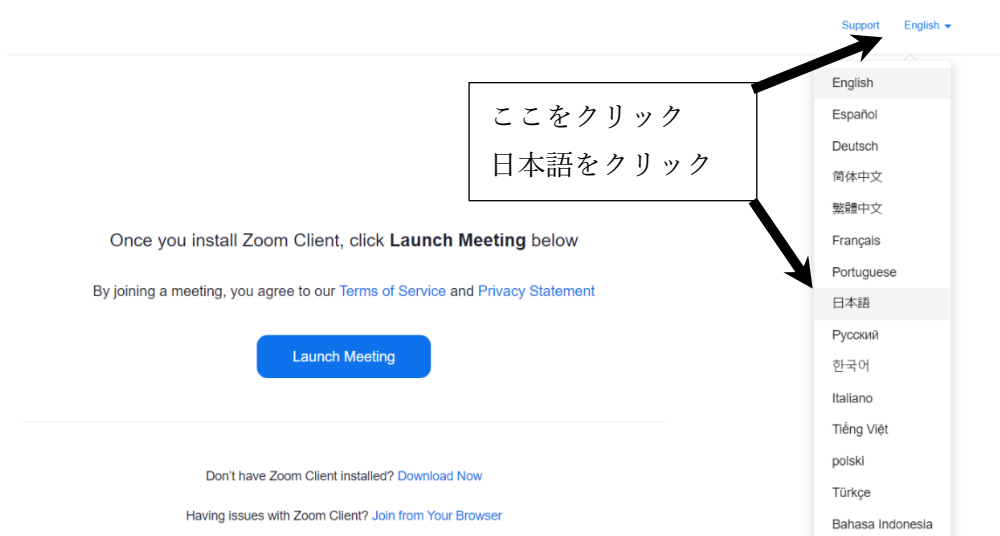 Support English
ここをクリック
日本語をクリック
English
Español
Deutsch
简体中文
繁體中文
Français
Portuguese
日本語
Русский
한국어
Italiano
Tiếng Việt
polski
Türkçe
Bahasa Indonesia
Once you install Zoom Client, click Launch Meeting below
By joining a meeting, you agree to our Terms of Service and Privacy Statement
Launch Meeting
Don't have Zoom Client installed? Download Now
Having issues with Zoom Client? Join from Your Browser